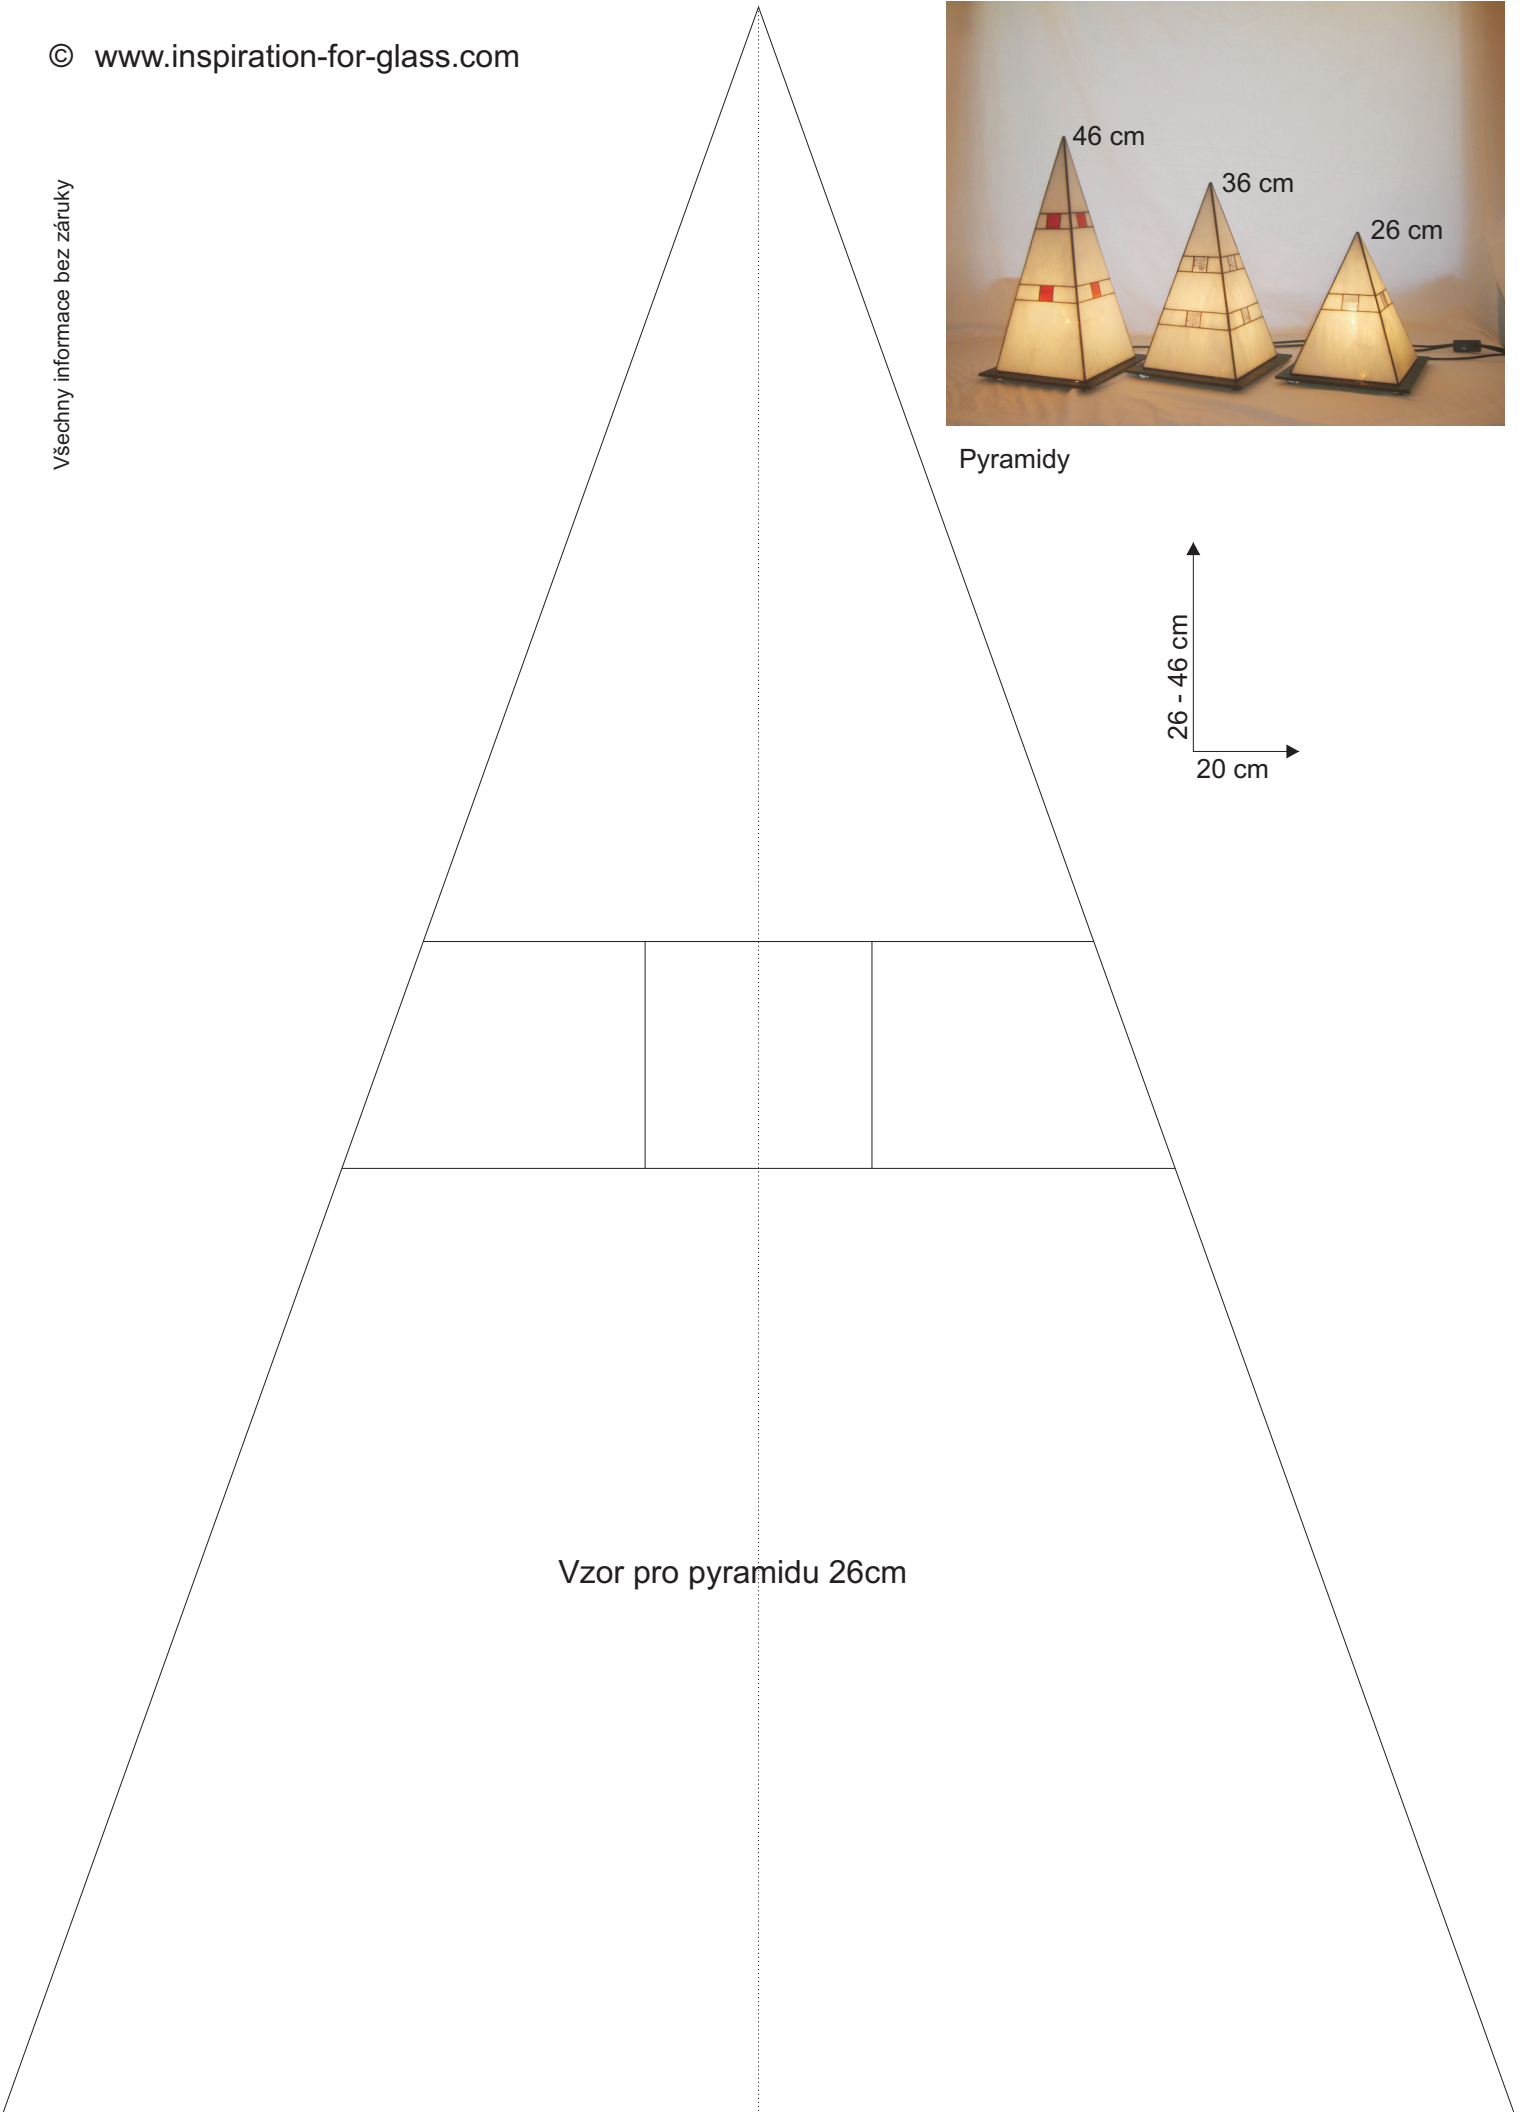 © www.inspiration-for-glass.com
Všechny informace bez záruky
46 cm
36 cm
26 cm
Pyramidy
26 - 46 cm
20 cm
Vzor pro pyramidu 26cm